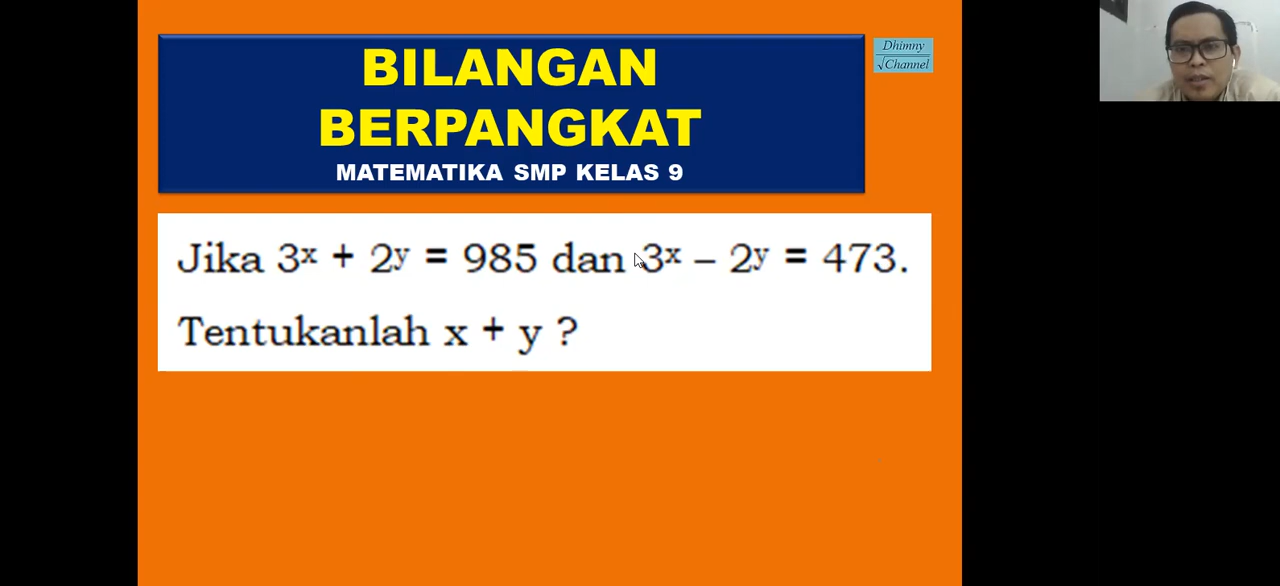 BILANGAN
BERPANGKAT
MATEMATIKA SMP KELAS 9
Dhimny
√Channel
Jika 3ˣ + 2ʸ = 985 dan 3ˣ – 2ʸ = 473.
Tentukanlah x + y ?